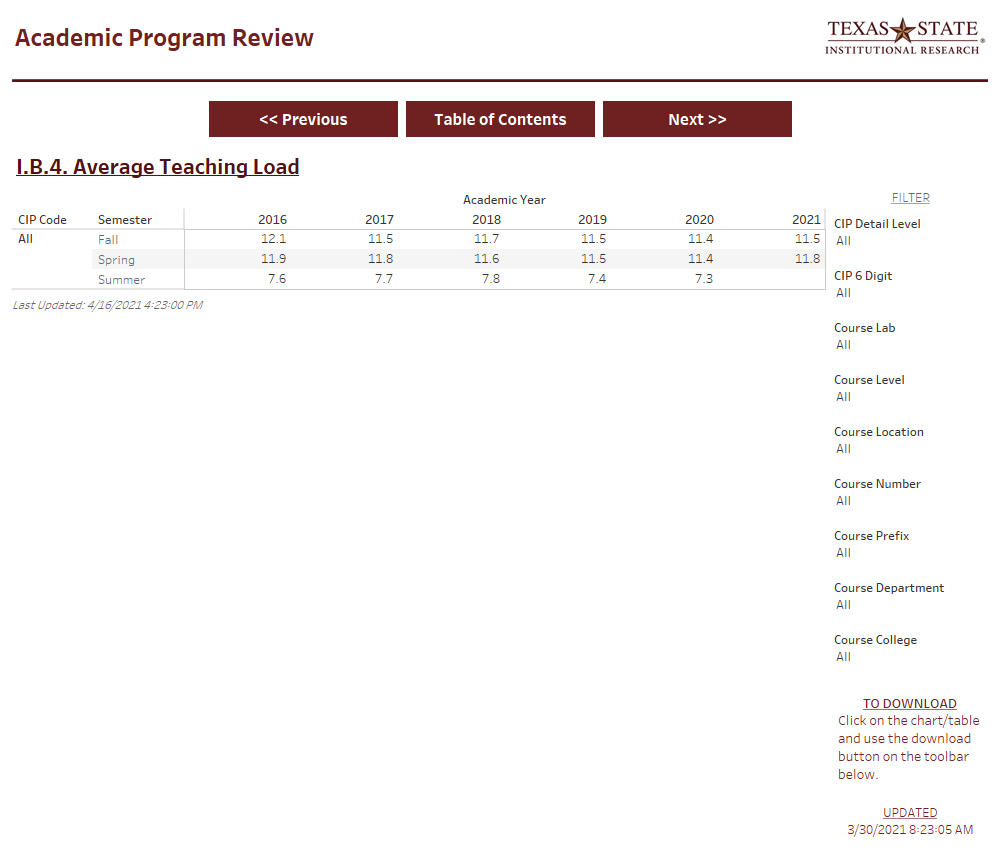 Academic Program Review
TEXAS STATE®
INSTITUTIONAL RESEARCH
<< Previous
Table of Contents
Next >>
I.B.4. Average Teaching Load
Academic Year
CIP Code Semester 2016 2017 2018 2019 2020 2021
All Fall 12.1 11.5 11.7 11.5 11.4 11.5
Spring 11.9 11.8 11.6 11.5 11.4 11.8
Summer 7.6 7.7 7.8 7.4 7.3
Last Updated: 4/16/2021 4:23:00 PM
FILTER
CIP Detail Level
All
CIP 6 Digit
All
Course Lab
All
Course Level
All
Course Location
All
Course Number
All
Course Prefix
All
Course Department
All
Course College
All
TO DOWNLOAD
Click on the chart/table
and use the download
button on the toolbar
below.
UPDATED
3/30/2021 8:23:05 AM